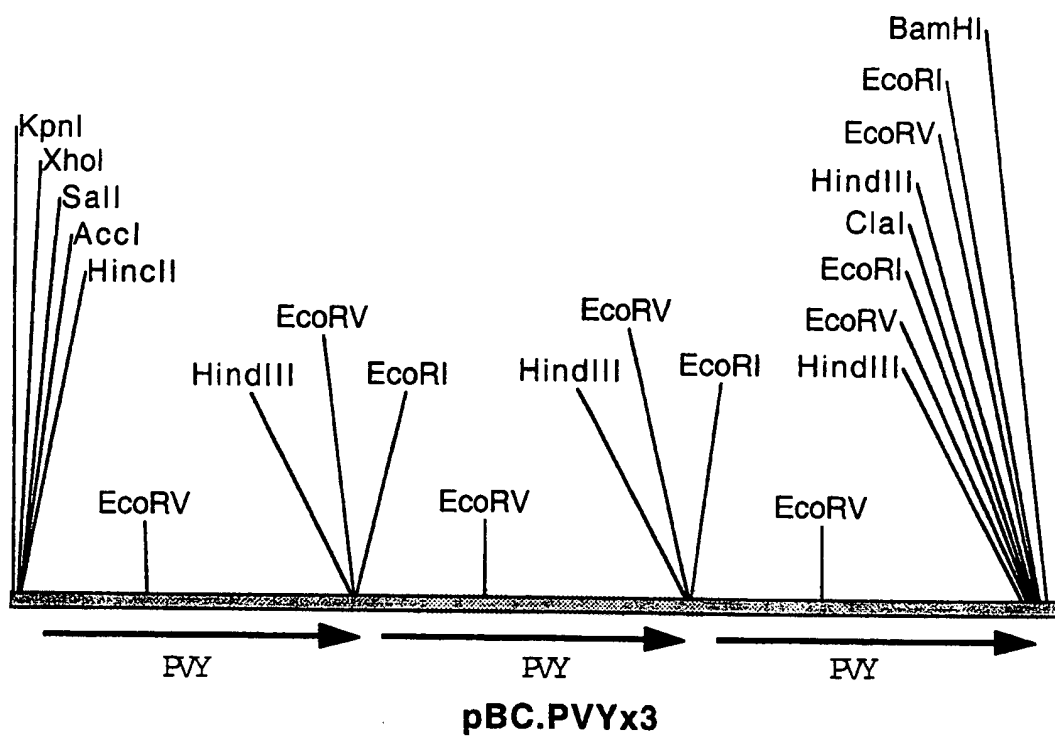 BamHI
EcoRI
KpnI
EcoRV
XhoI
HindIII
SalI
ClaI
AccI
EcoRI
HincII
EcoRV
EcoRV
EcoRV
HindIII
HindIII
EcoRI
HindIII
EcoRI
EcoRV
EcoRV
EcoRV
PVY
PVY
PVY
pBC.PVYx3